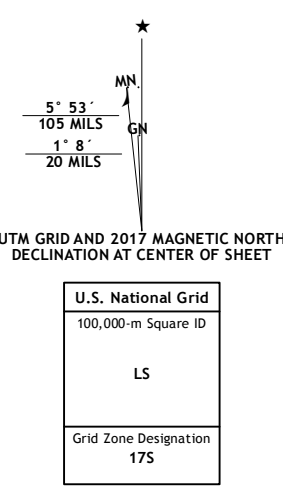 MN
5° 53´
105 MILS
GN
1° 8´
20 MILS
UTM GRID AND 2017 MAGNETIC NORTH
DECLINATION AT CENTER OF SHEET
U.S. National Grid
100,000-m Square ID
LS
Grid Zone Designation
17S